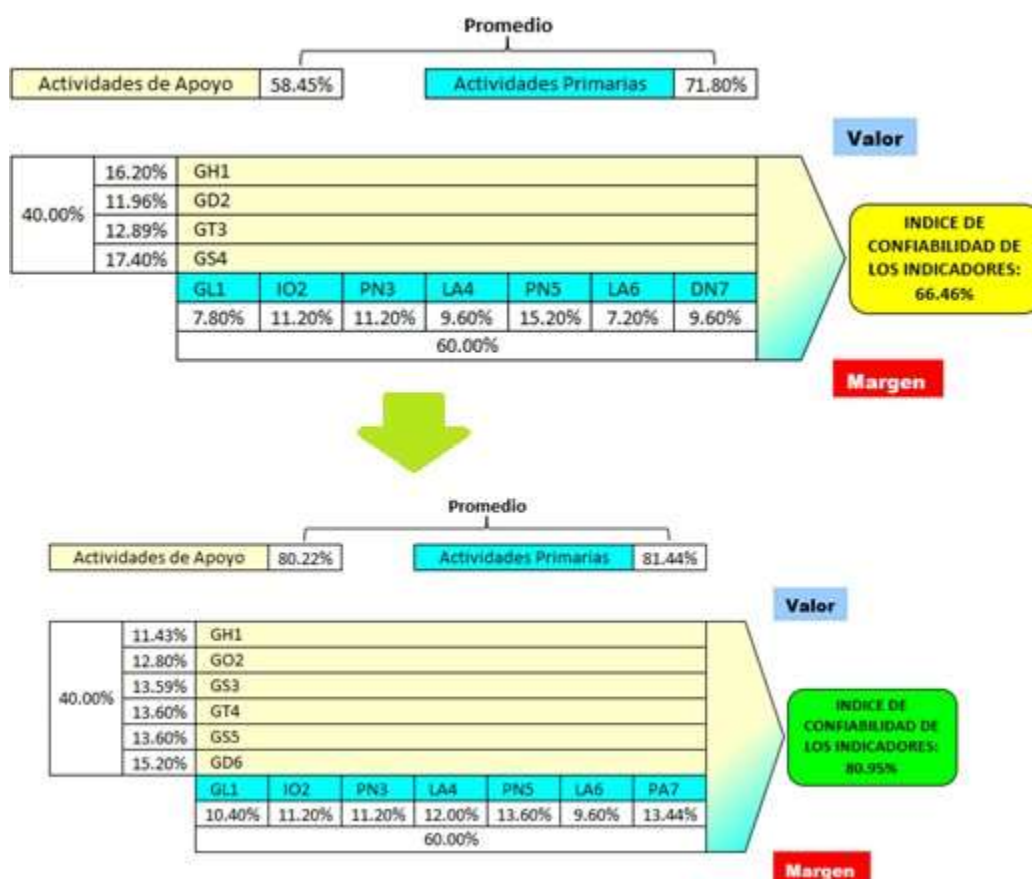 Promedio
Actividades de Apoyo 58.45% Actividades Primarias 71.80%
Valor
40.00%
16.20% GH1
11.96% GD2
12.89% GT3
17.40% GS4
GL1 IO2 PN3 LA4 PN5 LA6 DN7
7.80% 11.20% 11.20% 9.60% 15.20% 7.20% 9.60%
60.00%
INDICE DE
CONFIABILIDAD DE
LOS INDICADORES:
66.46%
Margen
Promedio
Actividades de Apoyo 80.22% Actividades Primarias 81.44%
Valor
40.00%
11.43% GH1
12.80% GO2
13.59% GS3
13.60% GT4
13.60% GS5
15.20% GD6
GL1 IO2 PN3 LA4 PN5 LA6 PA7
10.40% 11.20% 11.20% 12.00% 13.60% 9.60% 13.44%
60.00%
INDICE DE
CONFIABILIDAD DE
LOS INDICADORES:
80.95%
Margen